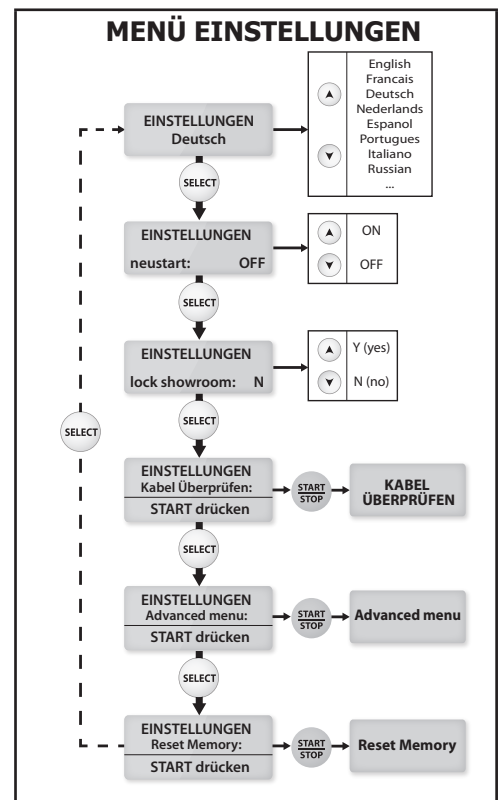 MENÜ EINSTELLUNGEN
EINSTELLUNGEN
Deutsch
English
Francais
Deutsch
Nederlands
Espanol
Portugues
Italiano
Russian
...
SELECT
EINSTELLUNGEN
neustart: OFF
ON
OFF
SELECT
EINSTELLUNGEN
lock showroom: N
Y (yes)
N (no)
SELECT
SELECT
EINSTELLUNGEN
Kabel Überprüfen:
START drücken
START
STOP
KABEL
ÜBERPRÜFEN
SELECT
EINSTELLUNGEN
Advanced menu:
START drücken
START
STOP
Advanced menu
SELECT
EINSTELLUNGEN
Reset Memory:
START drücken
START
STOP
Reset Memory